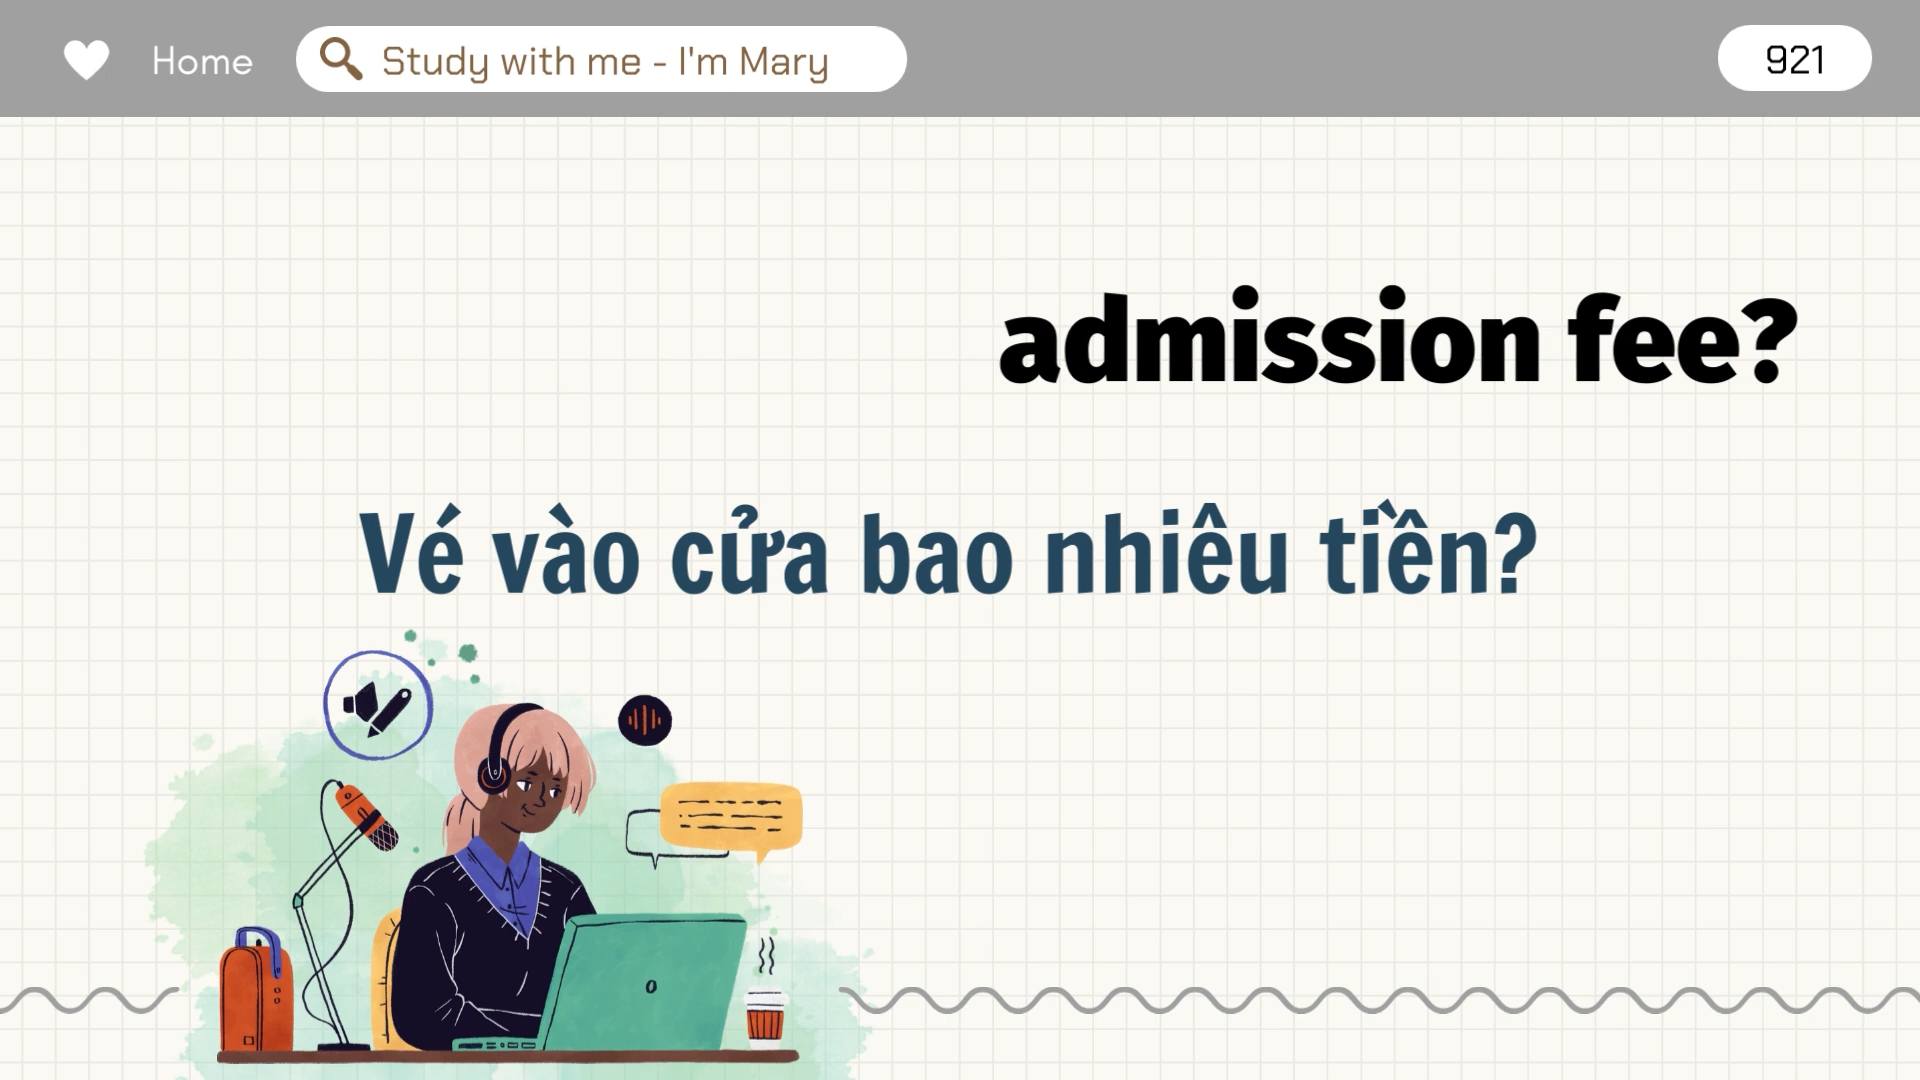 Home
Study with me - I'm Mary
921
admission fee?
Vé vào cửa bao nhiêu tiền?